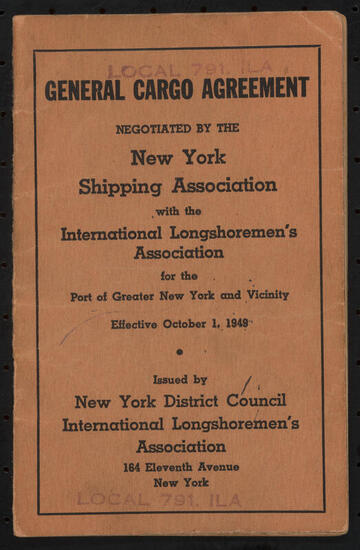 LOCAL 791, ILA
GENERAL CARGO AGREEMENT
NEGOTIATED BY THE
New York
Shipping Association
with the
International Longshoremen's
Association
for the
Port of Greater New York and Vicinity
Effective October 1, 1949
•
Issued by
New York District Council
International Longshoremen's
Association
164 Eleventh Avenue
New York
LOCAL 791, ILA